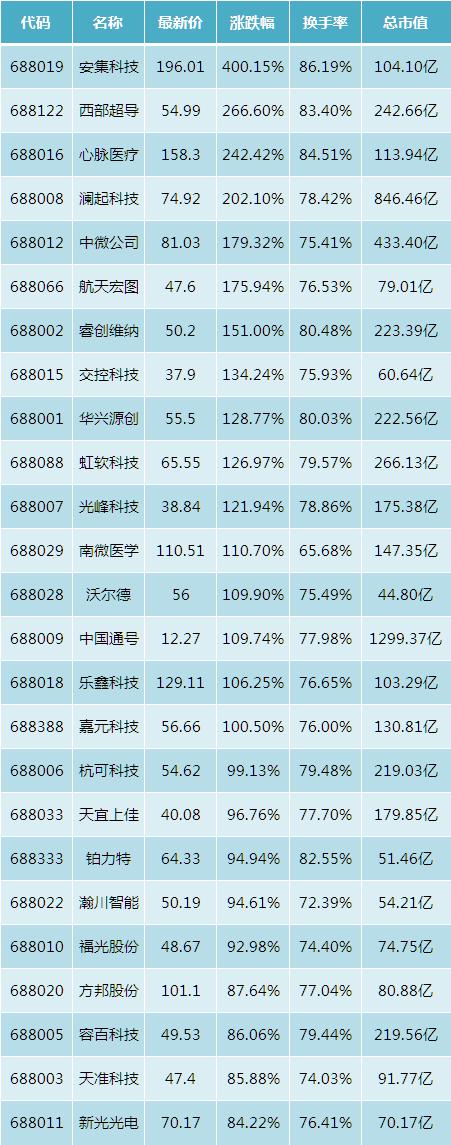 代码 名称 最新价 涨跌幅 换手率 总市值
688019 安集科技 196.01 400.15% 86.19% 104.10亿
688122 西部超导 54.99 266.60% 83.40% 242.66亿
688016 心脉医疗 158.3 242.42% 84.51% 113.94亿
688008 澜起科技 74.92 202.10% 78.42% 846.46亿
688012 中微公司 81.03 179.32% 75.41% 433.40亿
688066 航天宏图 47.6 175.94% 76.53% 79.01亿
688002 睿创维纳 50.2 151.00% 80.48% 223.39亿
688015 交控科技 37.9 134.24% 75.93% 60.64亿
688001 华兴源创 55.5 128.77% 80.03% 222.56亿
688088 虹软科技 65.55 126.97% 79.57% 266.13亿
688007 光峰科技 38.84 121.94% 78.86% 175.38亿
688029 南微医学 110.51 110.70% 65.68% 147.35亿
688028 沃尔德 56 109.90% 75.49% 44.80亿
688009 中国通号 12.27 109.74% 77.98% 1299.37亿
688018 乐鑫科技 129.11 106.25% 76.65% 103.29亿
688388 嘉元科技 56.66 100.50% 76.00% 130.81亿
688006 杭可科技 54.62 99.13% 79.48% 219.03亿
688033 天宜上佳 40.08 96.76% 77.70% 179.85亿
688333 铂力特 64.33 94.94% 82.55% 51.46亿
688022 瀚川智能 50.19 94.61% 72.39% 54.21亿
688010 福光股份 48.67 92.98% 74.40% 74.75亿
688020 方邦股份 101.1 87.64% 77.04% 80.88亿
688005 容百科技 49.53 86.06% 79.44% 219.56亿
688003 天准科技 47.4 85.88% 74.03% 91.77亿
688011 新光光电 70.17 84.22% 76.41% 70.17亿